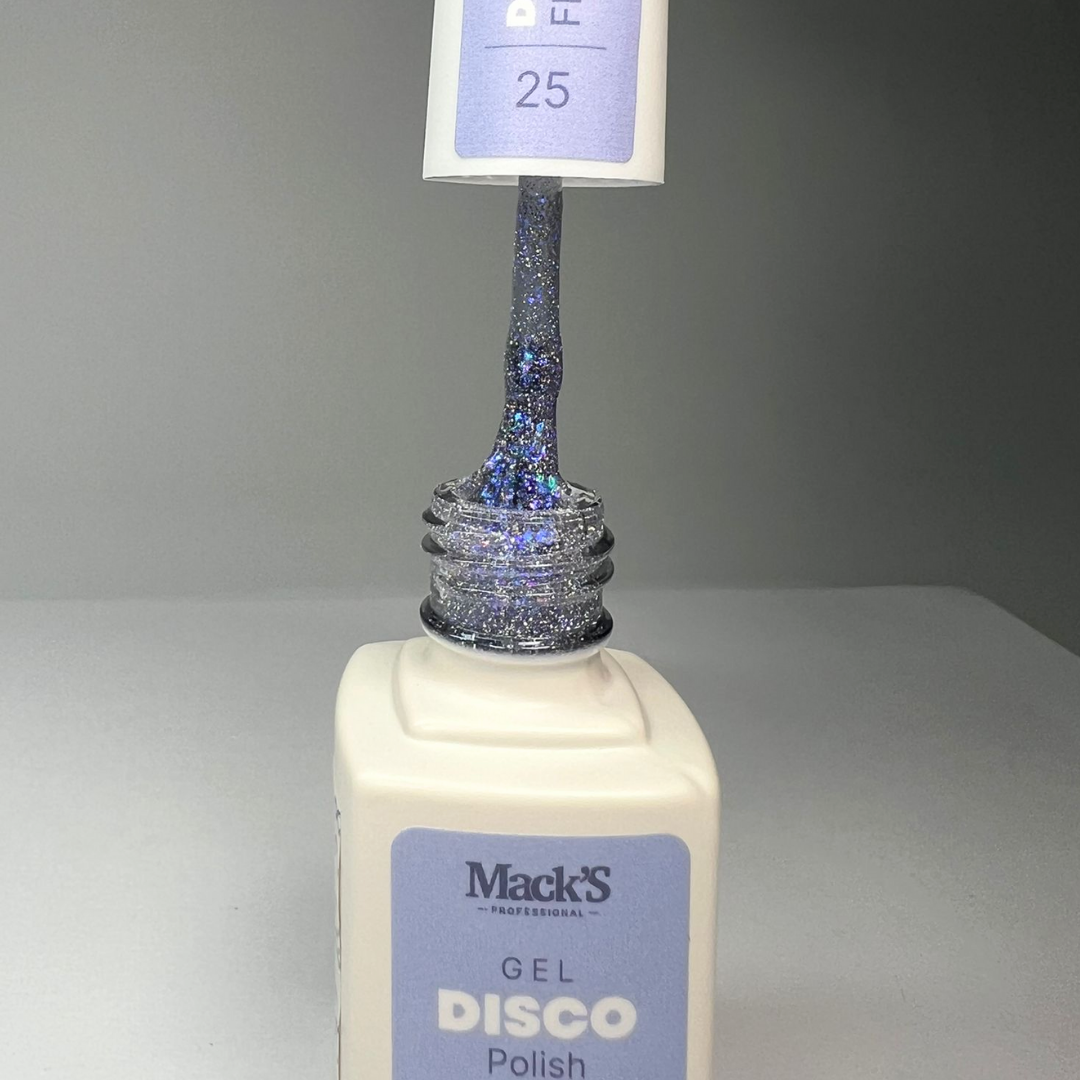 25
Mack'S
PROFESSIONAL
GEL
DISCO
Polish